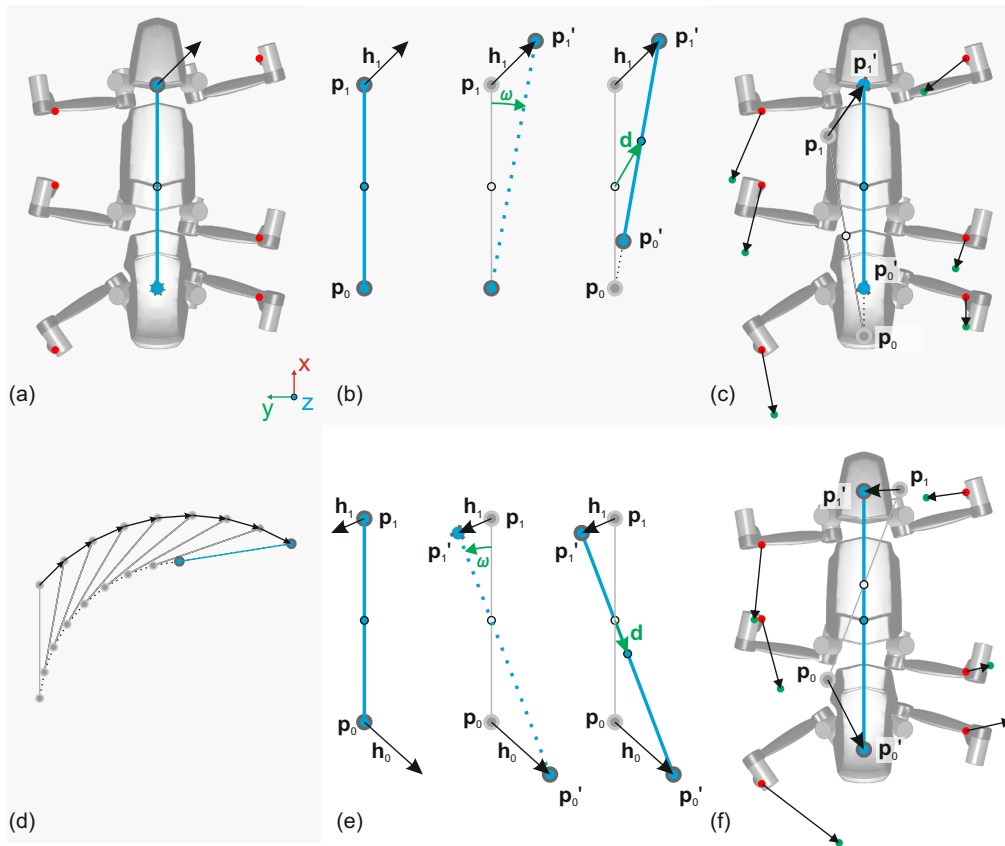 (a)
x
y
z
(b)
p₁
h₁
p₀
p₁'
h₁
p₁
ω
p₁'
h₁
p₁
d
p₀'
p₀
(c)
p₁'
p₁
p₀'
p₀
(d)
(e)
h₁
p₁
p₀
h₀
h₁
p₁
p₁'
ω
p₀
h₀
p₀'
h₁
p₁
p₁'
d
p₀
h₀
p₀'
(f)
p₁
p₁'
p₀
p₀'